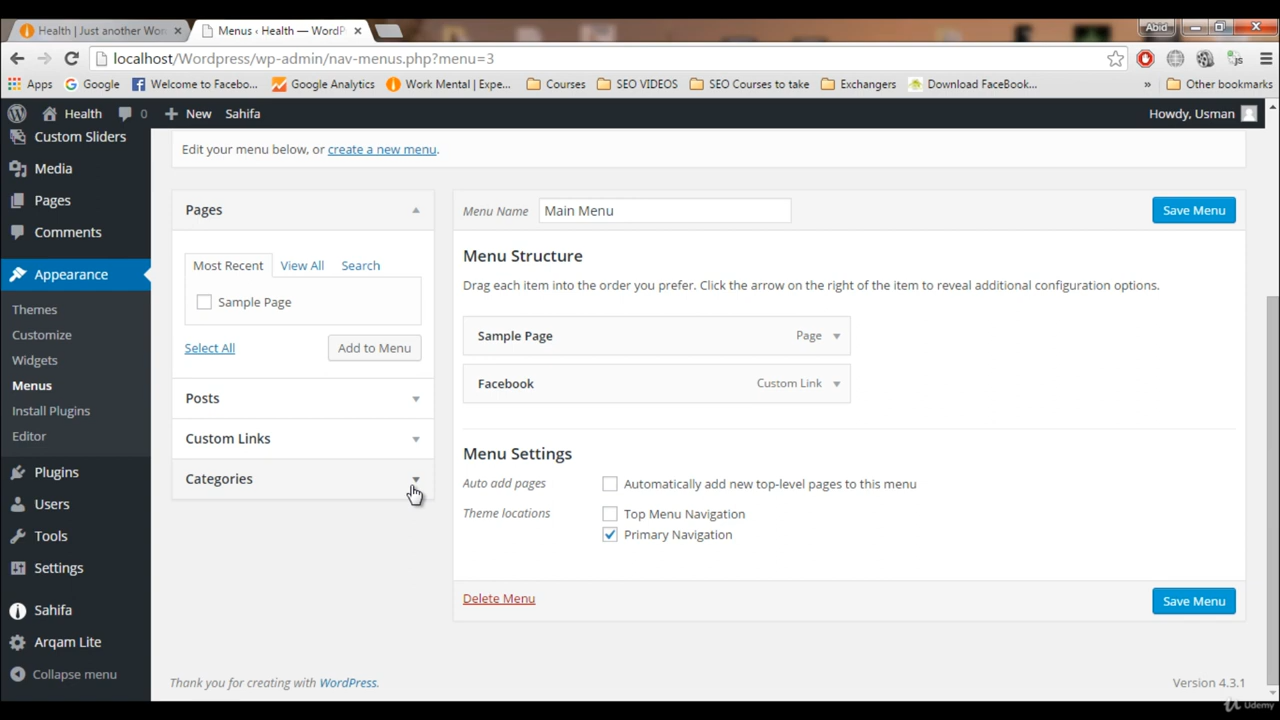 Health | Just another Wor
Menus ‹ Health — WordP
Abid
localhost/Wordpress/wp-admin/nav-menus.php?menu=3
Apps
Google
Welcome to Facebo...
Google Analytics
Work Mental | Expe...
Courses
SEO VIDEOS
SEO Courses to take
Exchangers
Download FaceBook...
»
Other bookmarks
Health
0
New
Sahifa
Howdy, Usman
Custom Sliders
Media
Pages
Comments
Appearance
Themes
Customize
Widgets
Menus
Install Plugins
Editor
Plugins
Users
Tools
Settings
Sahifa
Arqam Lite
Collapse menu
Edit your menu below, or create a new menu.
Pages
Most Recent
View All
Search
Sample Page
Select All
Add to Menu
Posts
Custom Links
Categories
Menu Name
Main Menu
Save Menu
Menu Structure
Drag each item into the order you prefer. Click the arrow on the right of the item to reveal additional configuration options.
Sample Page
Page
Facebook
Custom Link
Menu Settings
Auto add pages
Automatically add new top-level pages to this menu
Theme locations
Top Menu Navigation
Primary Navigation
Delete Menu
Save Menu
Thank you for creating with WordPress.
Version 4.3.1
Udemy